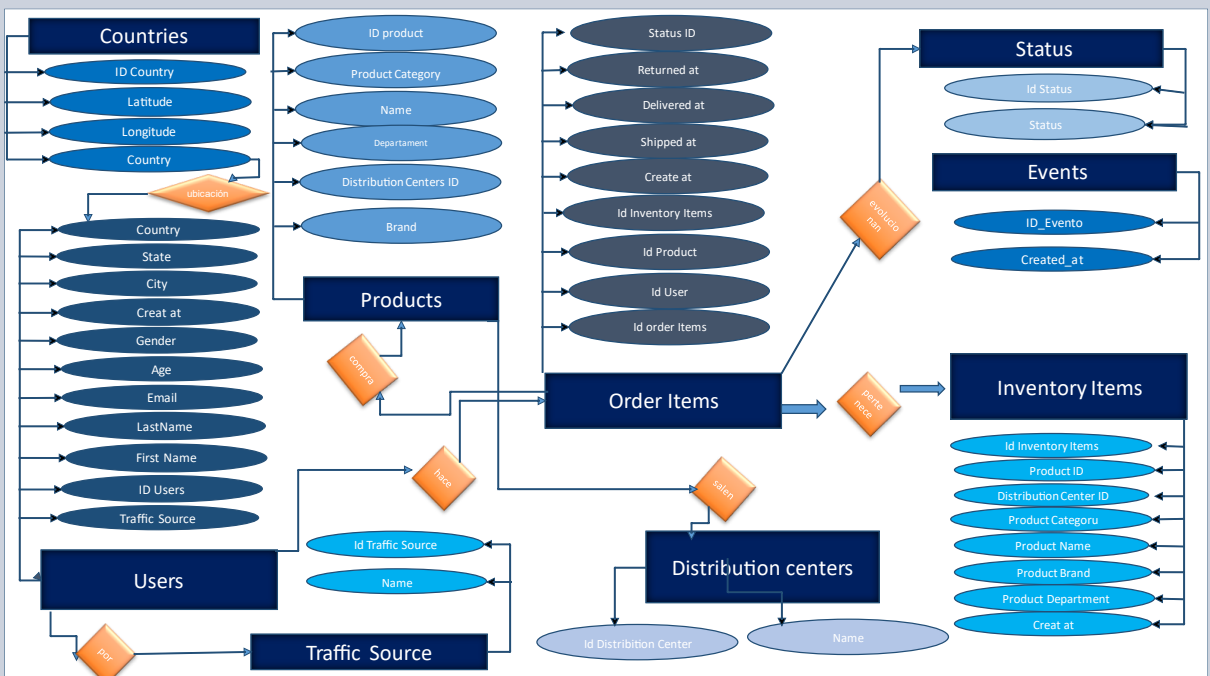 Countries
ID Country
Latitude
Longitude
Country
ubicación
Country
State
City
Creat at
Gender
Age
Email
LastName
First Name
ID Users
Traffic Source
Users
por
Traffic Source
Id Traffic Source
Name
ID product
Product Category
Name
Departament
Distribution Centers ID
Brand
Products
compra
hace
Status ID
Returned at
Delivered at
Shipped at
Create at
Id Inventory Items
Id Product
Id User
Id order Items
Order Items
salen
Distribution centers
Id Distribition Center
Name
evolucio
nan
perte
nece
Status
Id Status
Status
Events
ID_Evento
Created_at
Inventory Items
Id Inventory Items
Product ID
Distribution Center ID
Product Categoru
Product Name
Product Brand
Product Department
Creat at